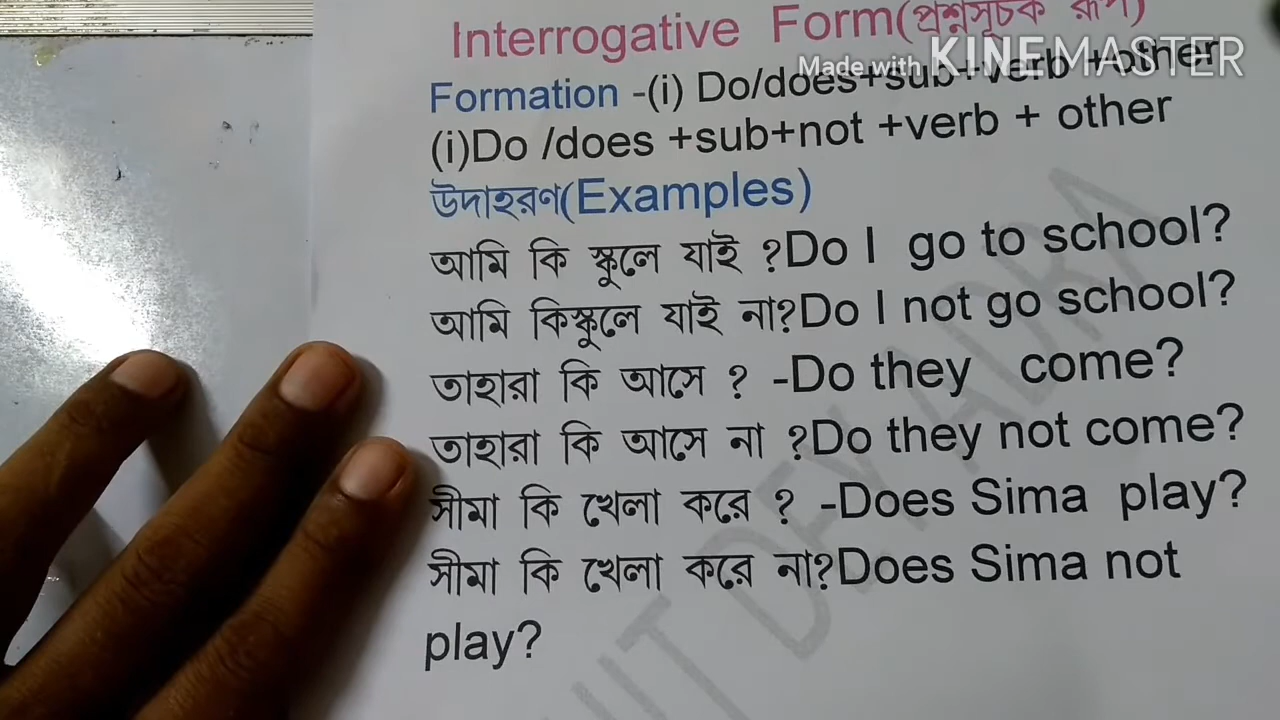 Interrogative Form(প্রশ্নসূচক রূপ)
Made with KINEMASTER
Formation -(i) Do/does+sub+verb +other
(i)Do /does +sub+not +verb + other
উদাহরণ(Examples)
আমি কি স্কুলে যাই ?Do I go to school?
আমি কিস্কুলে যাই না?Do I not go school?
তাহারা কি আসে ? -Do they come?
তাহারা কি আসে না ?Do they not come?
সীমা কি খেলা করে ? -Does Sima play?
সীমা কি খেলা করে না?Does Sima not
play?
DEY ADRA